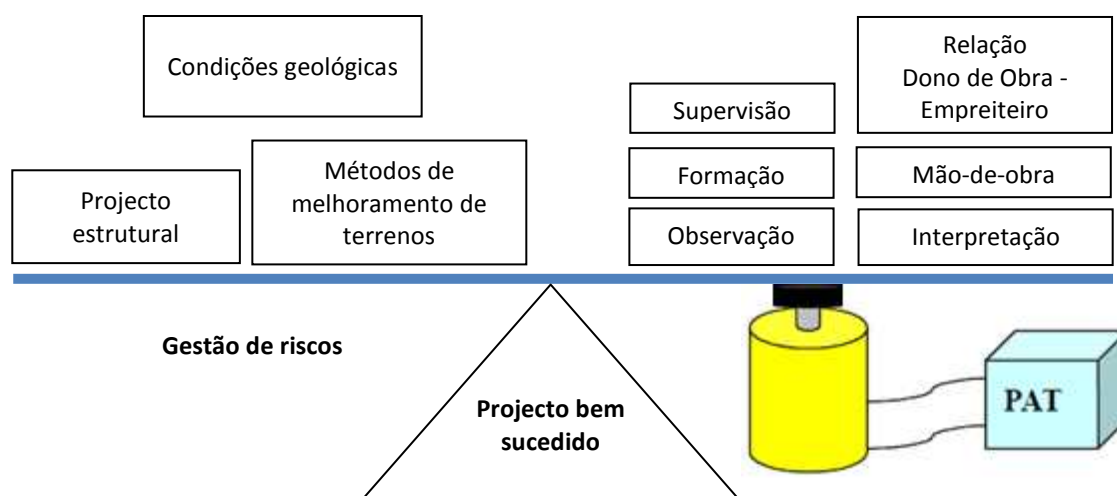 Condições geológicas
Projecto
estrutural
Métodos de
melhoramento de
terrenos
Supervisão
Formação
Observação
Relação
Dono de Obra -
Empreiteiro
Mão-de-obra
Interpretação
Gestão de riscos
Projecto bem
sucedido
PAT